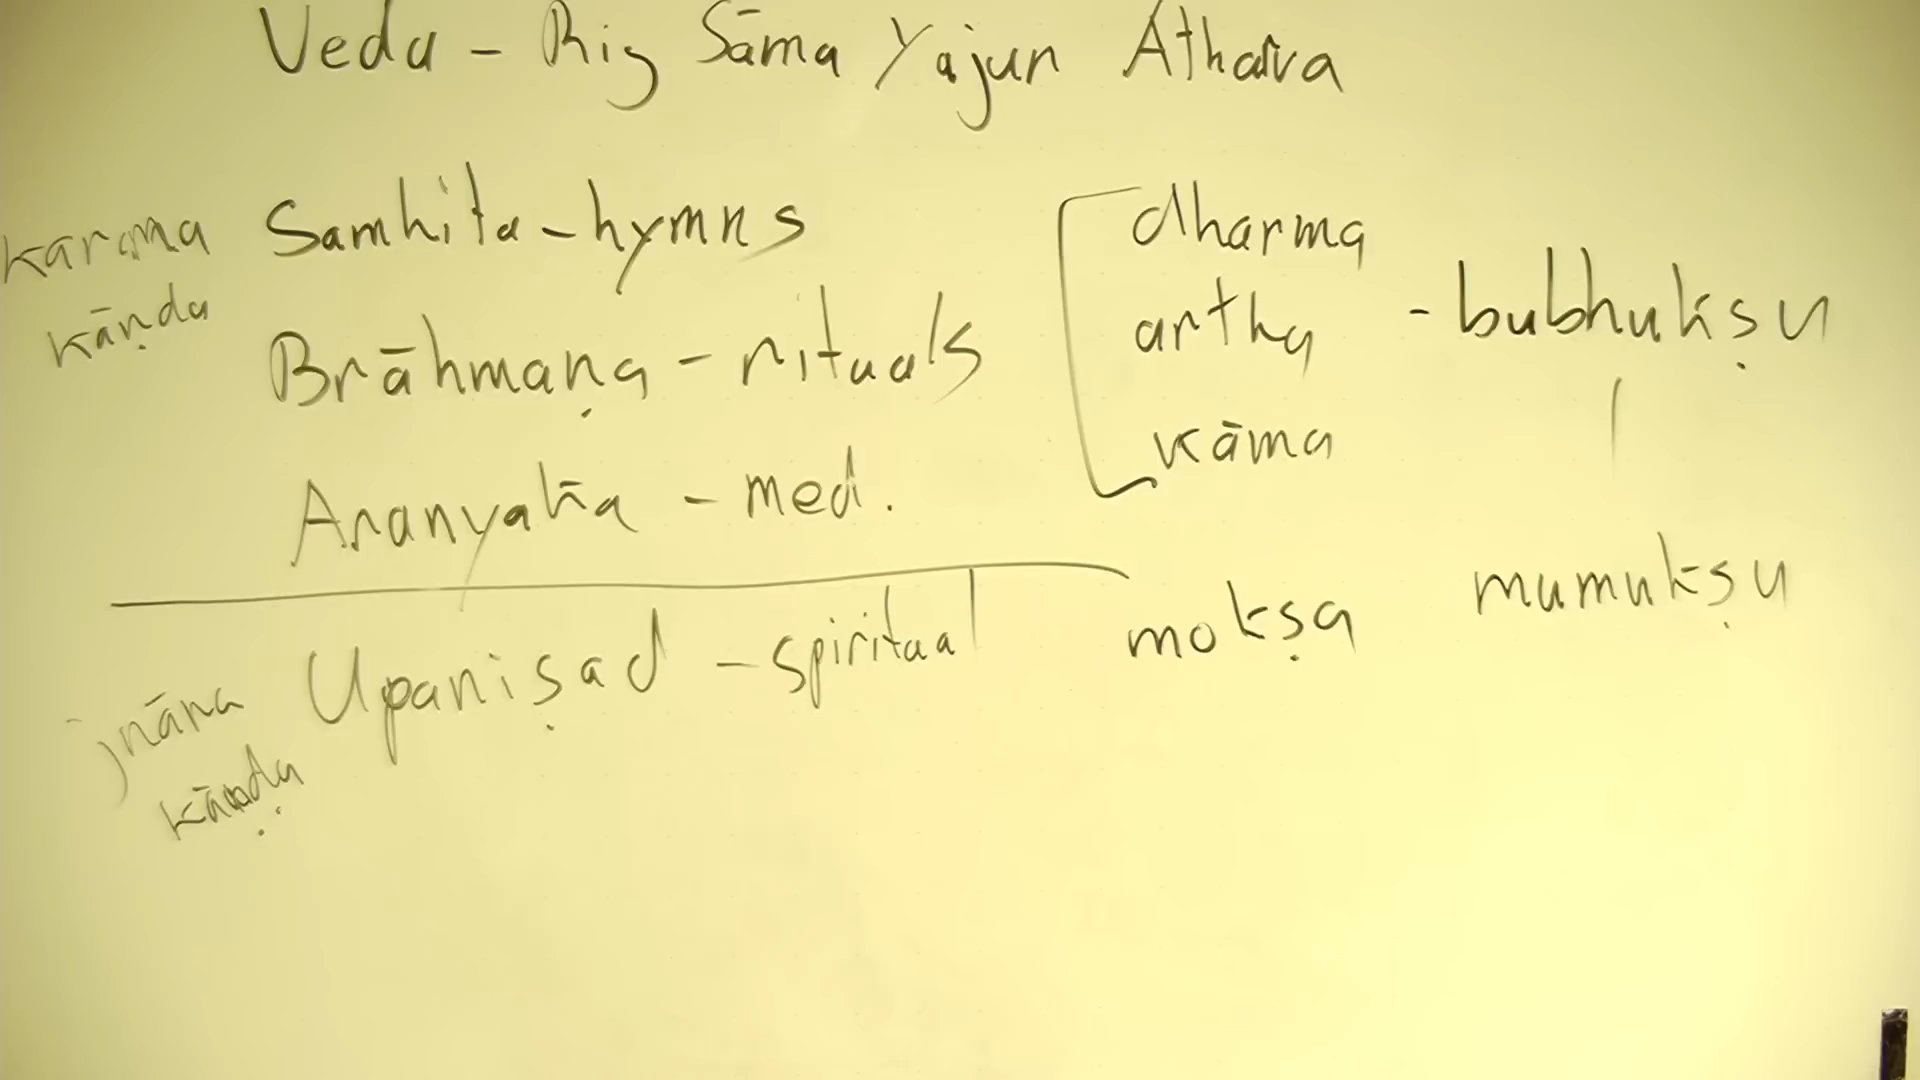 Veda - Rig Sāma Yajur Atharva
karma Samhita - hymns dharma
kāṇḍa Brāhmaṇa - rituals artha - bubhukṣu
kāma
Aranyaka - med.
Upaniṣad - spiritual mokṣa mumukṣu
jnāna
kāṇḍa